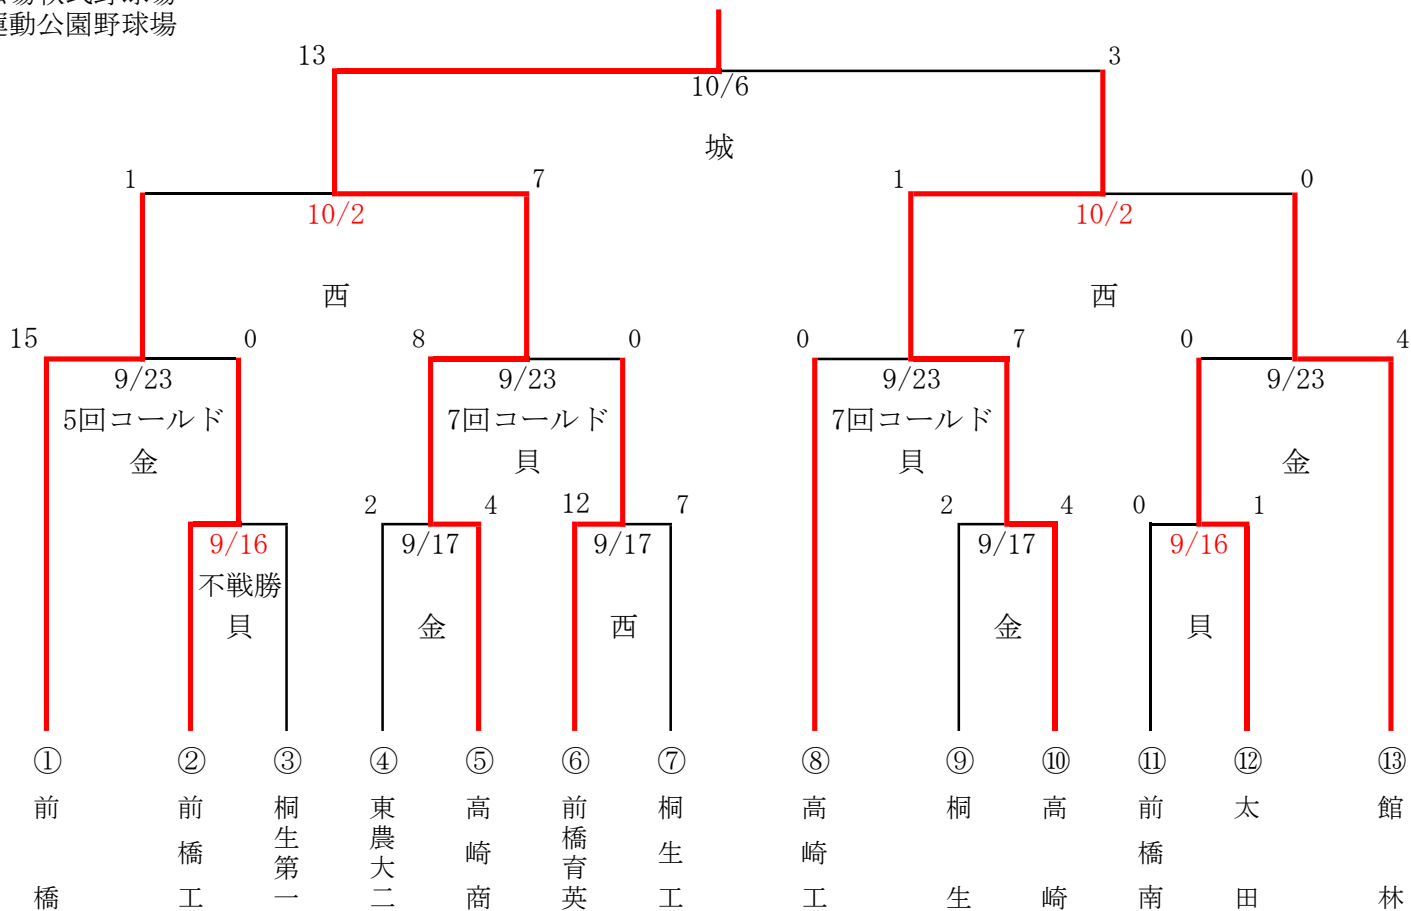 運動公園野球場
13 3
10/6
城
1 7 1 0
10/2 10/2
西 西
15 0 8 0 0 7 0 4
9/23 9/23 9/23 9/23
5回コールド 7回コールド 7回コールド
金 貝 貝 金
2 4 12 7 2 4 0 1
9/16 9/17 9/17 9/17 9/16
不戦勝
貝 金 西 金 貝
① ② ③ ④ ⑤ ⑥ ⑦ ⑧ ⑨ ⑩ ⑪ ⑫ ⑬
前橋
前橋工
桐生第一
東農大二
高崎商
前橋育英
桐生工
高崎工
桐生
高崎
前橋南
太田
館林